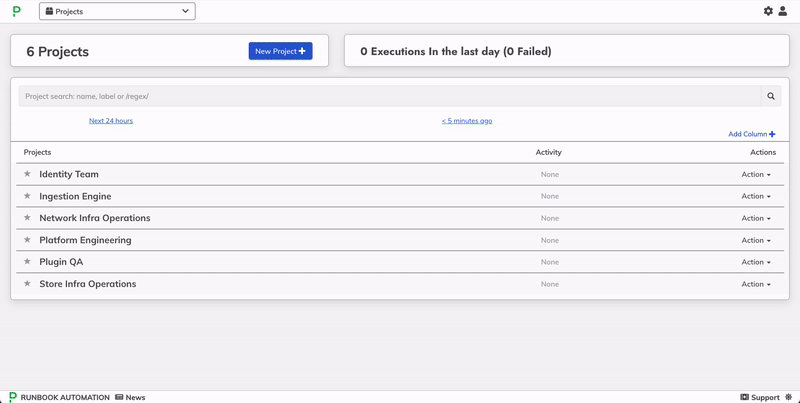 Projects
6 Projects
New Project
0 Executions In the last day (0 Failed)
Project search: name, label or /regex/
Next 24 hours
< 5 minutes ago
Add Column
Projects Activity Actions
Identity Team None Action
Ingestion Engine None Action
Network Infra Operations None Action
Platform Engineering None Action
Plugin QA None Action
Store Infra Operations None Action
RUNBOOK AUTOMATION News Support